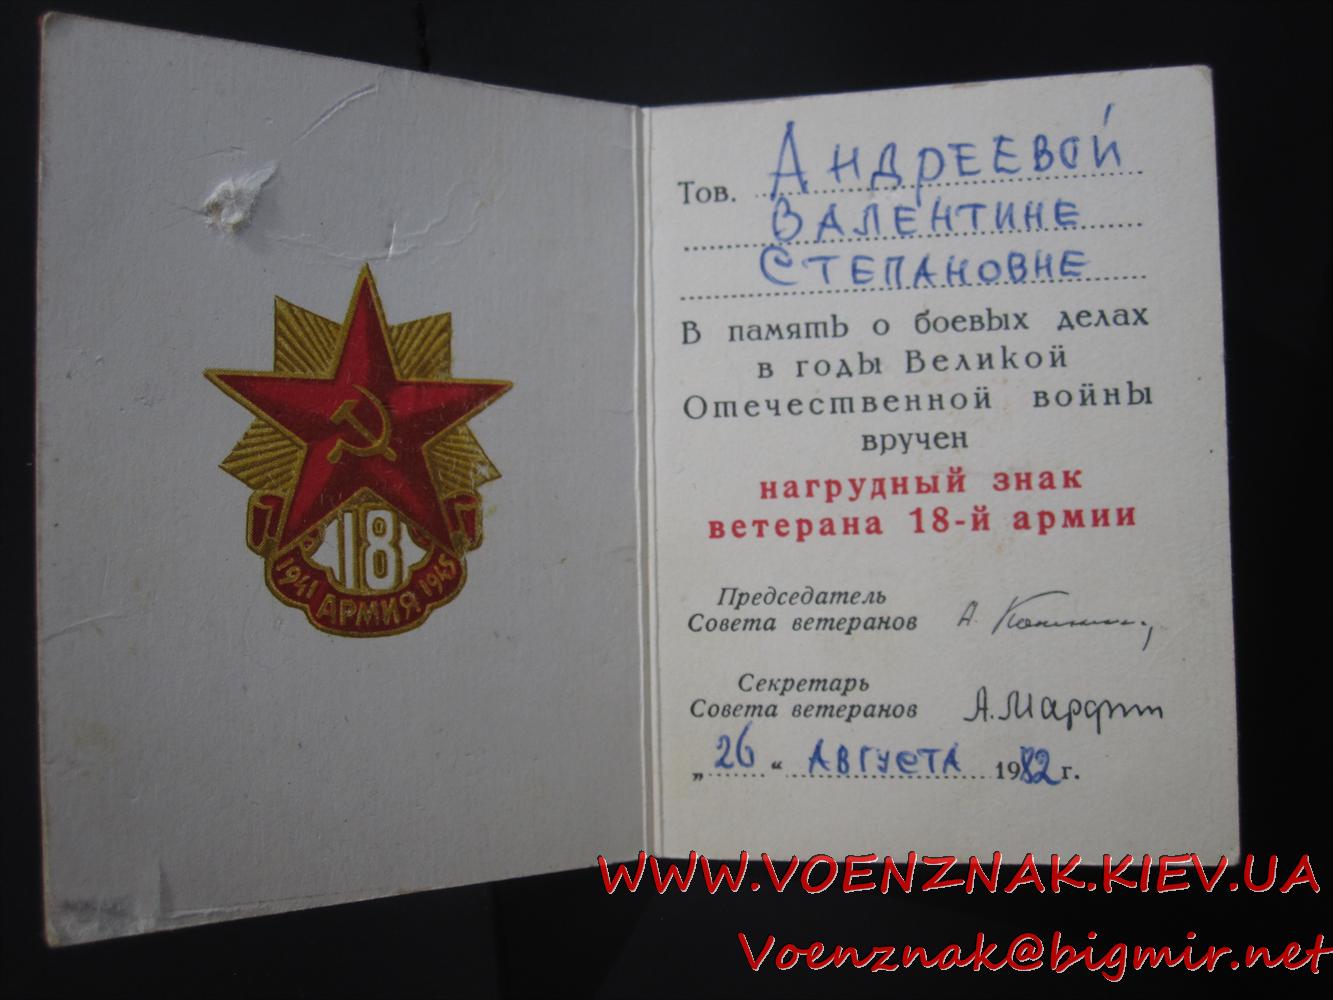 18
1941 АРМИЯ 1945
Тов. АНДРЕЕВОЙ
ВАЛЕНТИНЕ
СТЕПАНОВНЕ
В память о боевых делах
в годы Великой
Отечественной войны
вручен
нагрудный знак
ветерана 18-й армии
Председатель
Совета ветеранов А.
Секретарь
Совета ветеранов А.
„26“ АВГУСТА 1982 г.
WWW.VOENZNAK.KIEV.UA
Voenznak@bigmir.net